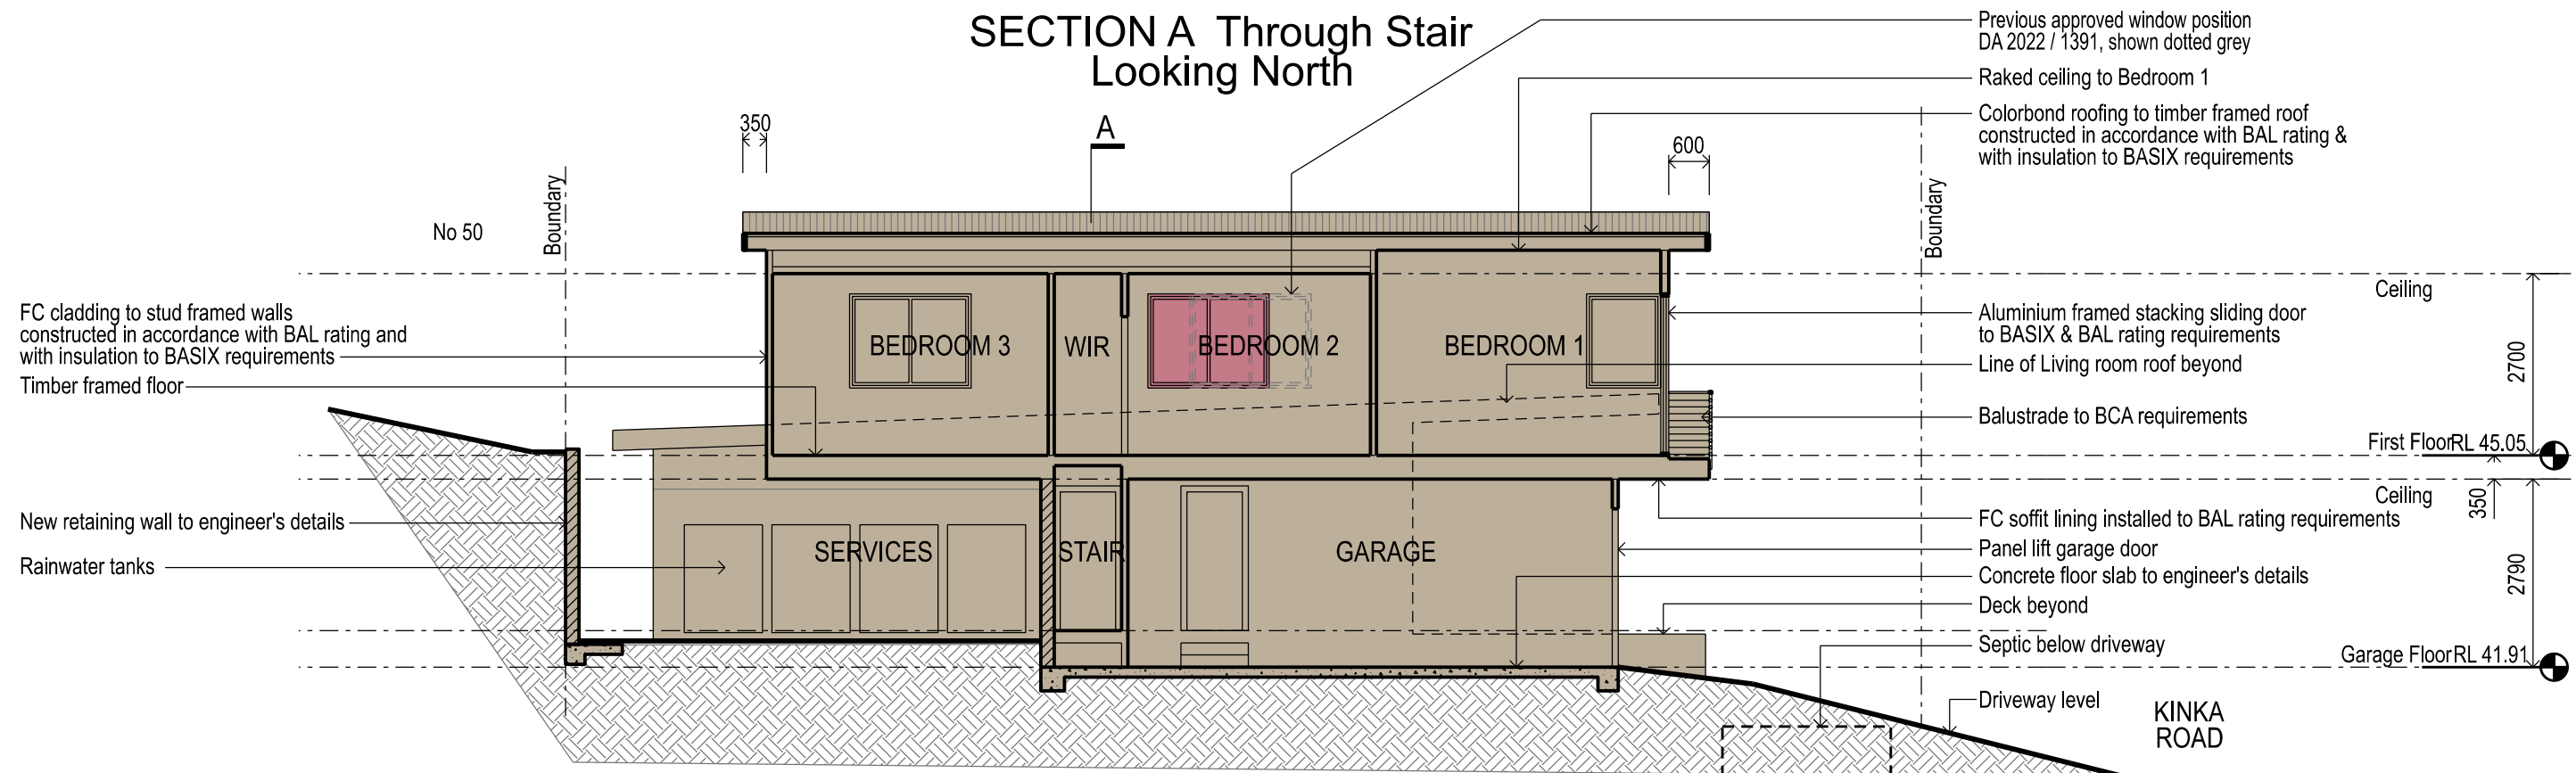 SECTION A Through Stair
Looking North
Previous approved window position
DA 2022 / 1391, shown dotted grey
Raked ceiling to Bedroom 1
Colorbond roofing to timber framed roof
constructed in accordance with BAL rating &
with insulation to BASIX requirements
350
A
600
Boundary
No 50
Boundary
Ceiling
FC cladding to stud framed walls
constructed in accordance with BAL rating and
with insulation to BASIX requirements
Timber framed floor
BEDROOM 3
WIR
BEDROOM 2
BEDROOM 1
Aluminium framed stacking sliding door
to BASIX & BAL rating requirements
Line of Living room roof beyond
2700
Balustrade to BCA requirements
First Floor RL 45.05
Ceiling
350
New retaining wall to engineer's details
Rainwater tanks
SERVICES
STAIR
GARAGE
FC soffit lining installed to BAL rating requirements
Panel lift garage door
Concrete floor slab to engineer's details
2790
Deck beyond
Septic below driveway
Garage Floor RL 41.91
Driveway level
KINKA
ROAD